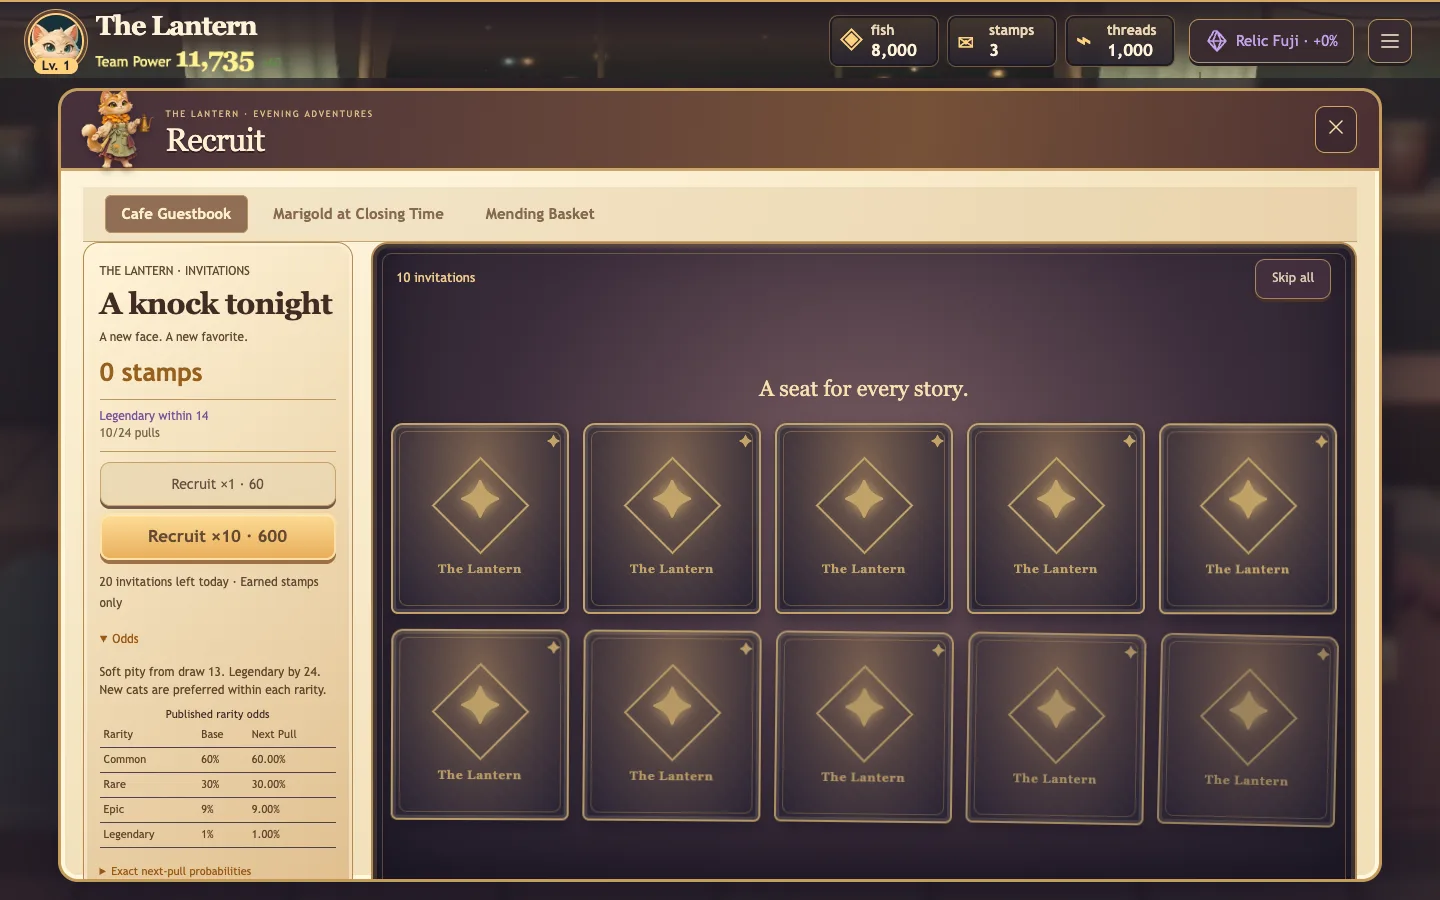 The Lantern
Lv. 1
Team Power 11,735
fish
8,000
stamps
3
threads
1,000
Relic Fuji · +0%
THE LANTERN · EVENING ADVENTURES
Recruit
Cafe Guestbook
Marigold at Closing Time
Mending Basket
THE LANTERN · INVITATIONS
A knock tonight
A new face. A new favorite.
0 stamps
Legendary within 14
10/24 pulls
Recruit ×1 · 60
Recruit ×10 · 600
20 invitations left today · Earned stamps
only
▼ Odds
Soft pity from draw 13. Legendary by 24.
New cats are preferred within each rarity.
Published rarity odds
Rarity Base Next Pull
Common 60% 60.00%
Rare 30% 30.00%
Epic 9% 9.00%
Legendary 1% 1.00%
▶ Exact next-pull probabilities
10 invitations
Skip all
A seat for every story.
The Lantern The Lantern The Lantern The Lantern The Lantern
The Lantern The Lantern The Lantern The Lantern The Lantern